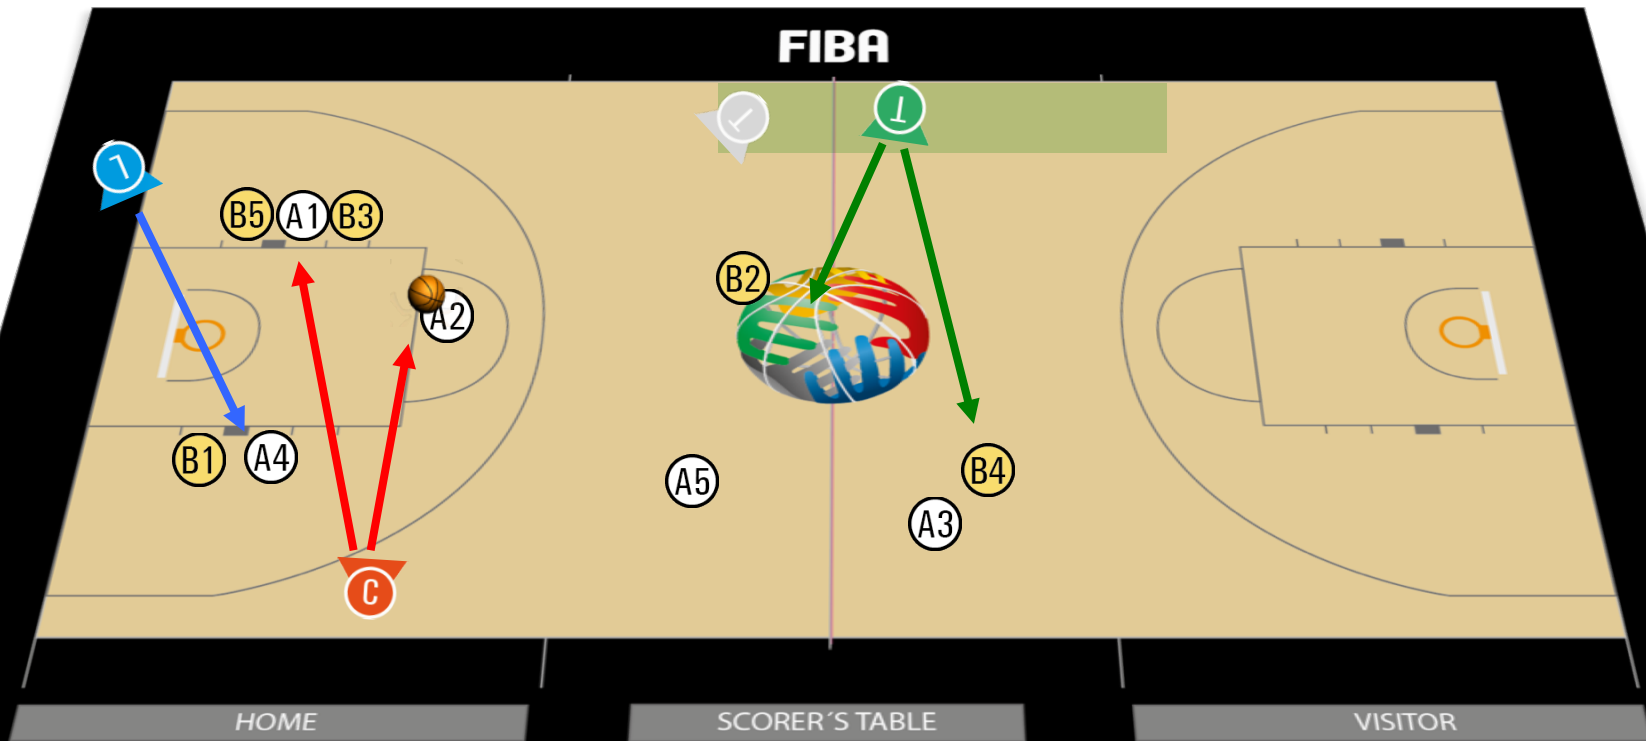 FIBA
T
T
L
B5 A1 B3
B2
A2
B1 A4
A5
B4
A3
C
HOME
SCORER´S TABLE
VISITOR